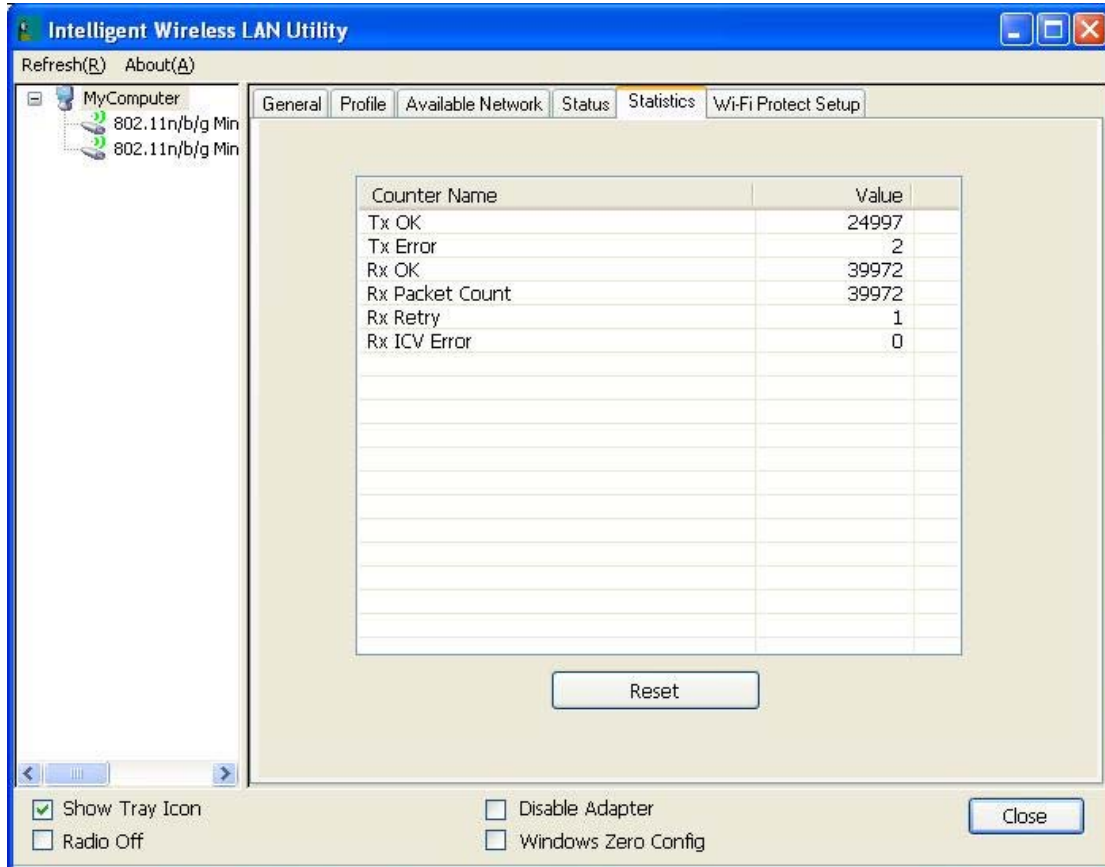 Intelligent Wireless LAN Utility
Refresh(R) About(A)
MyComputer
802.11n/b/g Min
802.11n/b/g Min
General Profile Available Network Status Statistics Wi-Fi Protect Setup
Counter Name Value
Tx OK 24997
Tx Error 2
Rx OK 39972
Rx Packet Count 39972
Rx Retry 1
Rx ICV Error 0
Reset
Show Tray Icon Disable Adapter
Radio Off Windows Zero Config
Close